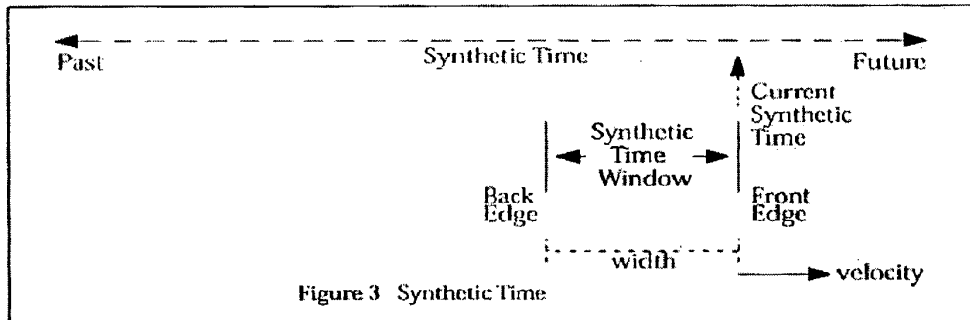 Past
Synthetic Time
Future
Current
Synthetic
Time
Synthetic
Time
Window
Back
Edge
Front
Edge
width
velocity
Figure 3 Synthetic Time